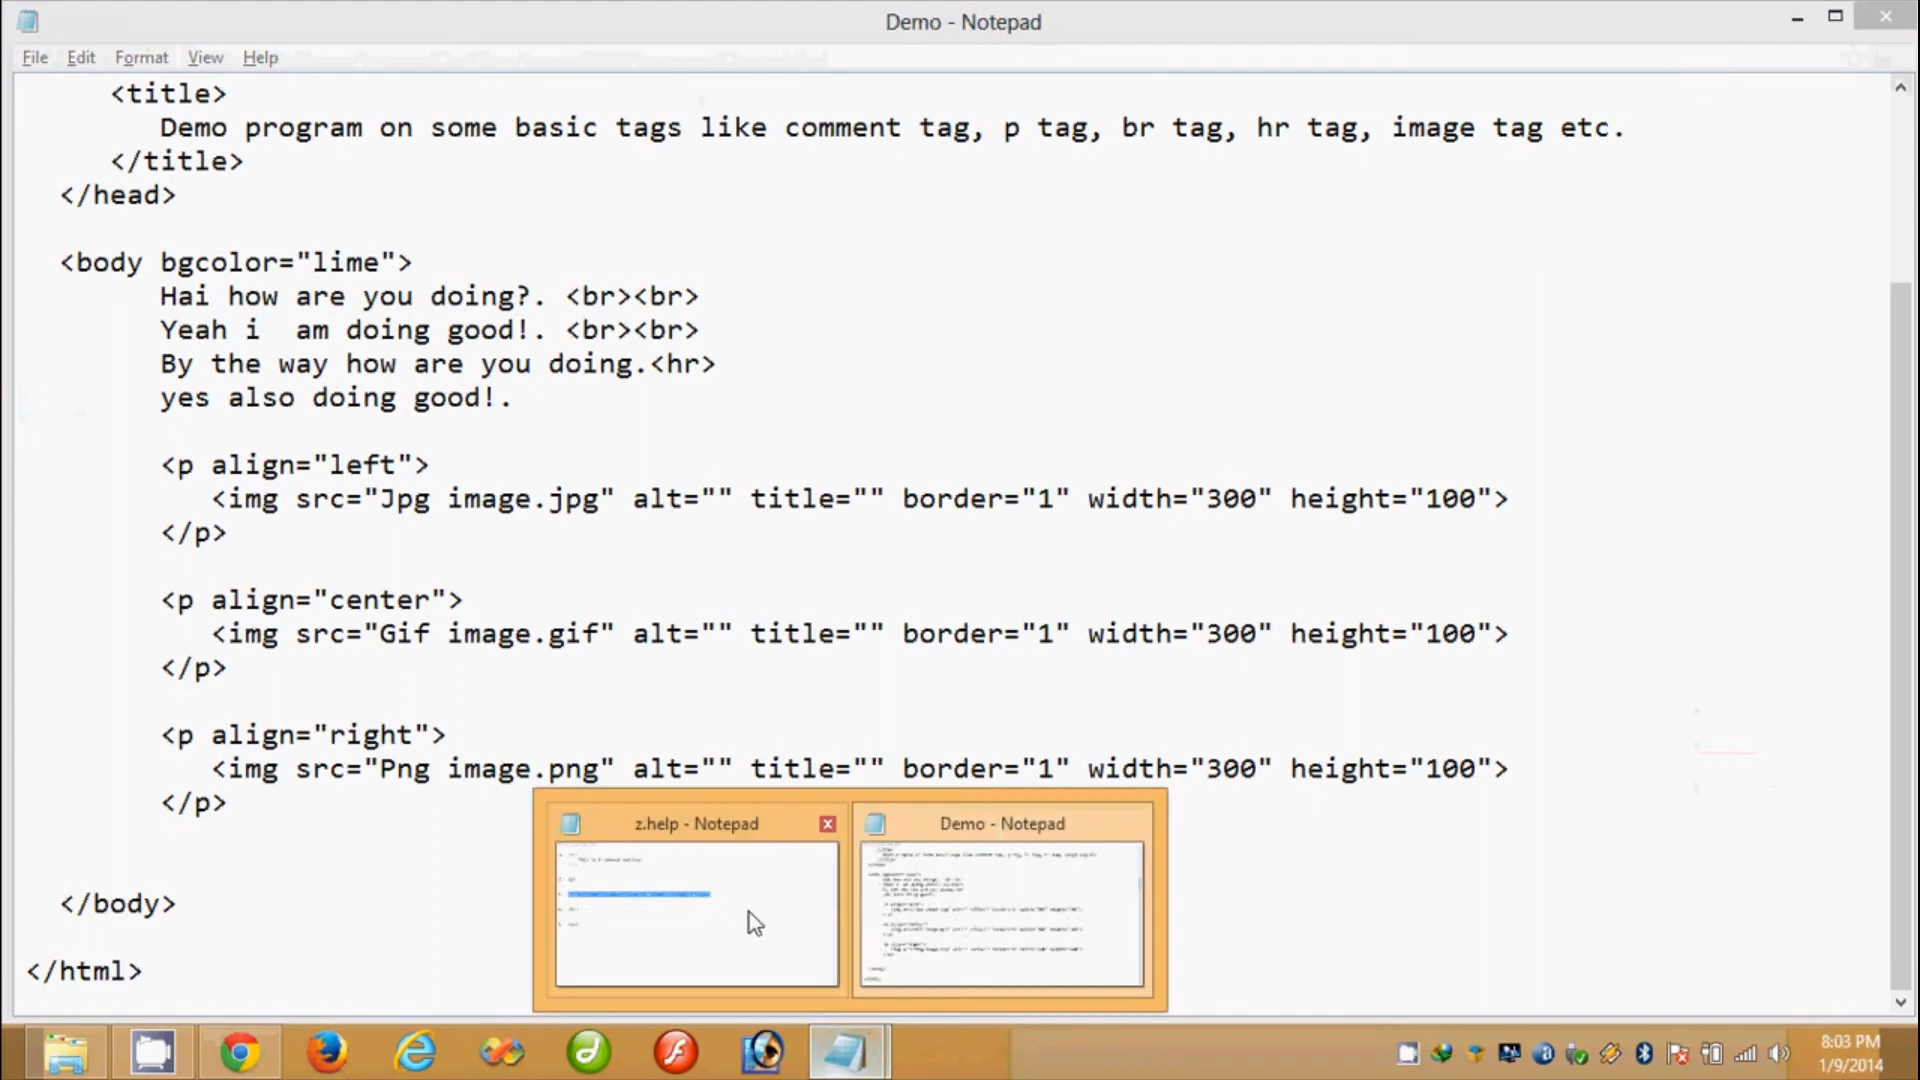 Demo - Notepad
File Edit Format View Help
<title>
Demo program on some basic tags like comment tag, p tag, br tag, hr tag, image tag etc.
</title>
</head>
<body bgcolor="lime">
Hai how are you doing?. <br><br>
Yeah i  am doing good!. <br><br>
By the way how are you doing.<hr>
yes also doing good!.
<p align="left">
<img src="Jpg image.jpg" alt="" title="" border="1" width="300" height="100">
</p>
<p align="center">
<img src="Gif image.gif" alt="" title="" border="1" width="300" height="100">
</p>
<p align="right">
<img src="Png image.png" alt="" title="" border="1" width="300" height="100">
</p>
</body>
</html>
z.help - Notepad
Demo - Notepad
8:03 PM
1/9/2014